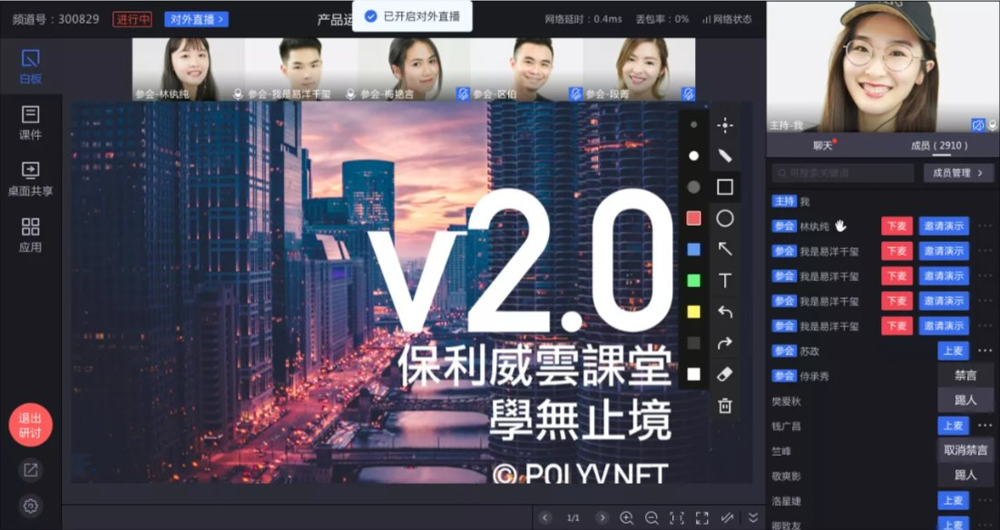 频道号：300829 进行中 对外直播 > 产品运 已开启对外直播 网络延时：0.4ms 丢包率：0% 网络状态
白板
课件
桌面共享
应用
退出
研讨
参会-林纨纯 参会-我是易洋千玺 参会-梅艳言 参会-区伯 参会-段菁
v2.0
保利威雲課堂
學無止境
© POLYV.NET
T
1/1
主持-我
聊天 成员（2910）
可搜索关键词 成员管理 >
主持 我
参会 林纨纯 下麦 邀请演示 ...
参会 我是易洋千玺 下麦 邀请演示 ...
参会 我是易洋千玺 下麦 邀请演示 ...
参会 我是易洋千玺 下麦 邀请演示 ...
参会 我是易洋千玺 下麦 邀请演示 ...
参会 苏政 上麦 ...
参会 侍承秀 禁言
樊爱秋 踢人
钱广昌 上麦 ...
竺峰 取消禁言
敬爽影 踢人
洛星婕 上麦 ...
上麦